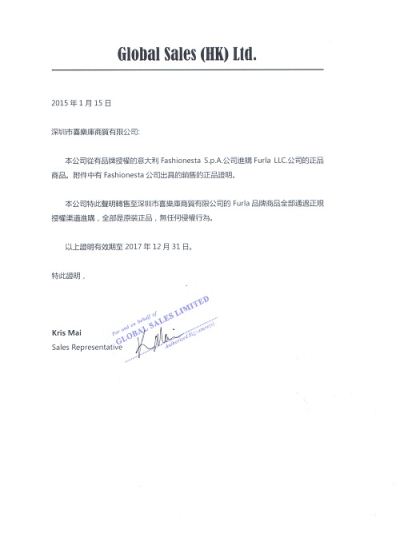 Global Sales (HK) Ltd.
2015 年 1 月 15 日
深圳市喜樂庫商貿有限公司:
本公司從有品牌授權的意大利 Fashionesta S.p.A.公司進購 Furla LLC.公司的正品
商品。附件中有 Fashionesta 公司出具的銷售的正品證明。
本公司特此聲明轉售至深圳市喜樂庫商貿有限公司的 Furla 品牌商品全部通過正規
授權渠道進購，全部是原裝正品，無任何侵權行為。
以上證明有效期至 2017 年 12 月 31 日。
特此證明，
For and on behalf of
GLOBAL SALES LIMITED
Kris Mai
Sales Representative
K Mai
Authorized Signature(s)